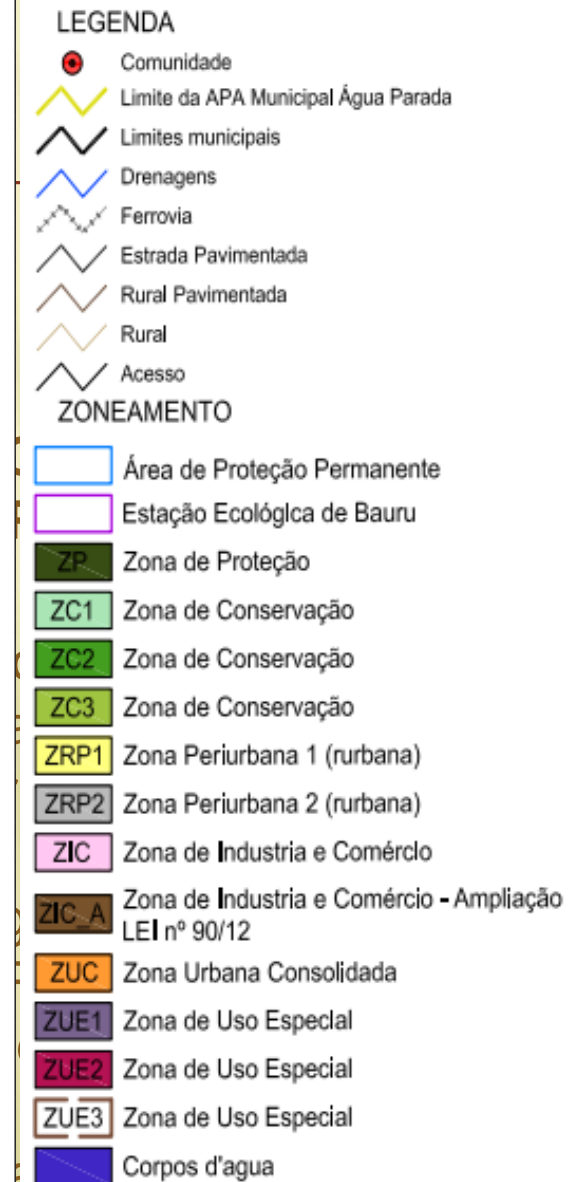 LEGENDA
Comunidade
Limite da APA Municipal Água Parada
Limites municipais
Drenagens
Ferrovia
Estrada Pavimentada
Rural Pavimentada
Rural
Acesso
ZONEAMENTO
Área de Proteção Permanente
Estação Ecológica de Bauru
ZP Zona de Proteção
ZC1 Zona de Conservação
ZC2 Zona de Conservação
ZC3 Zona de Conservação
ZRP1 Zona Periurbana 1 (rurbana)
ZRP2 Zona Periurbana 2 (rurbana)
ZIC Zona de Industria e Comércio
ZIC_A Zona de Industria e Comércio - Ampliação
LEI nº 90/12
ZUC Zona Urbana Consolidada
ZUE1 Zona de Uso Especial
ZUE2 Zona de Uso Especial
ZUE3 Zona de Uso Especial
Corpos d'agua